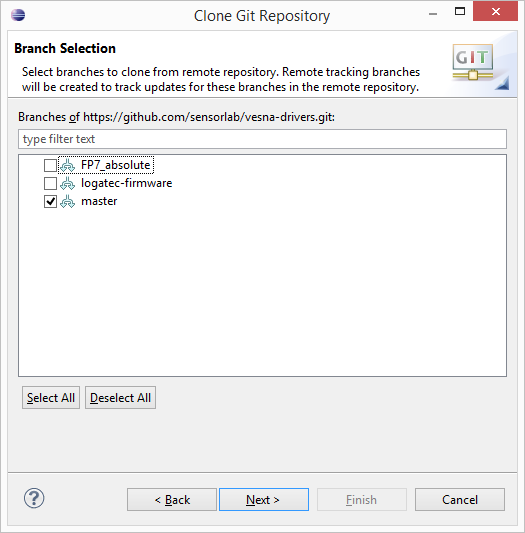 Clone Git Repository
Branch Selection
Select branches to clone from remote repository. Remote tracking branches
will be created to track updates for these branches in the remote repository.
GIT
Branches of https://github.com/sensorlab/vesna-drivers.git:
type filter text
FP7_absolute
logatec-firmware
master
Select All
Deselect All
?
< Back
Next >
Finish
Cancel